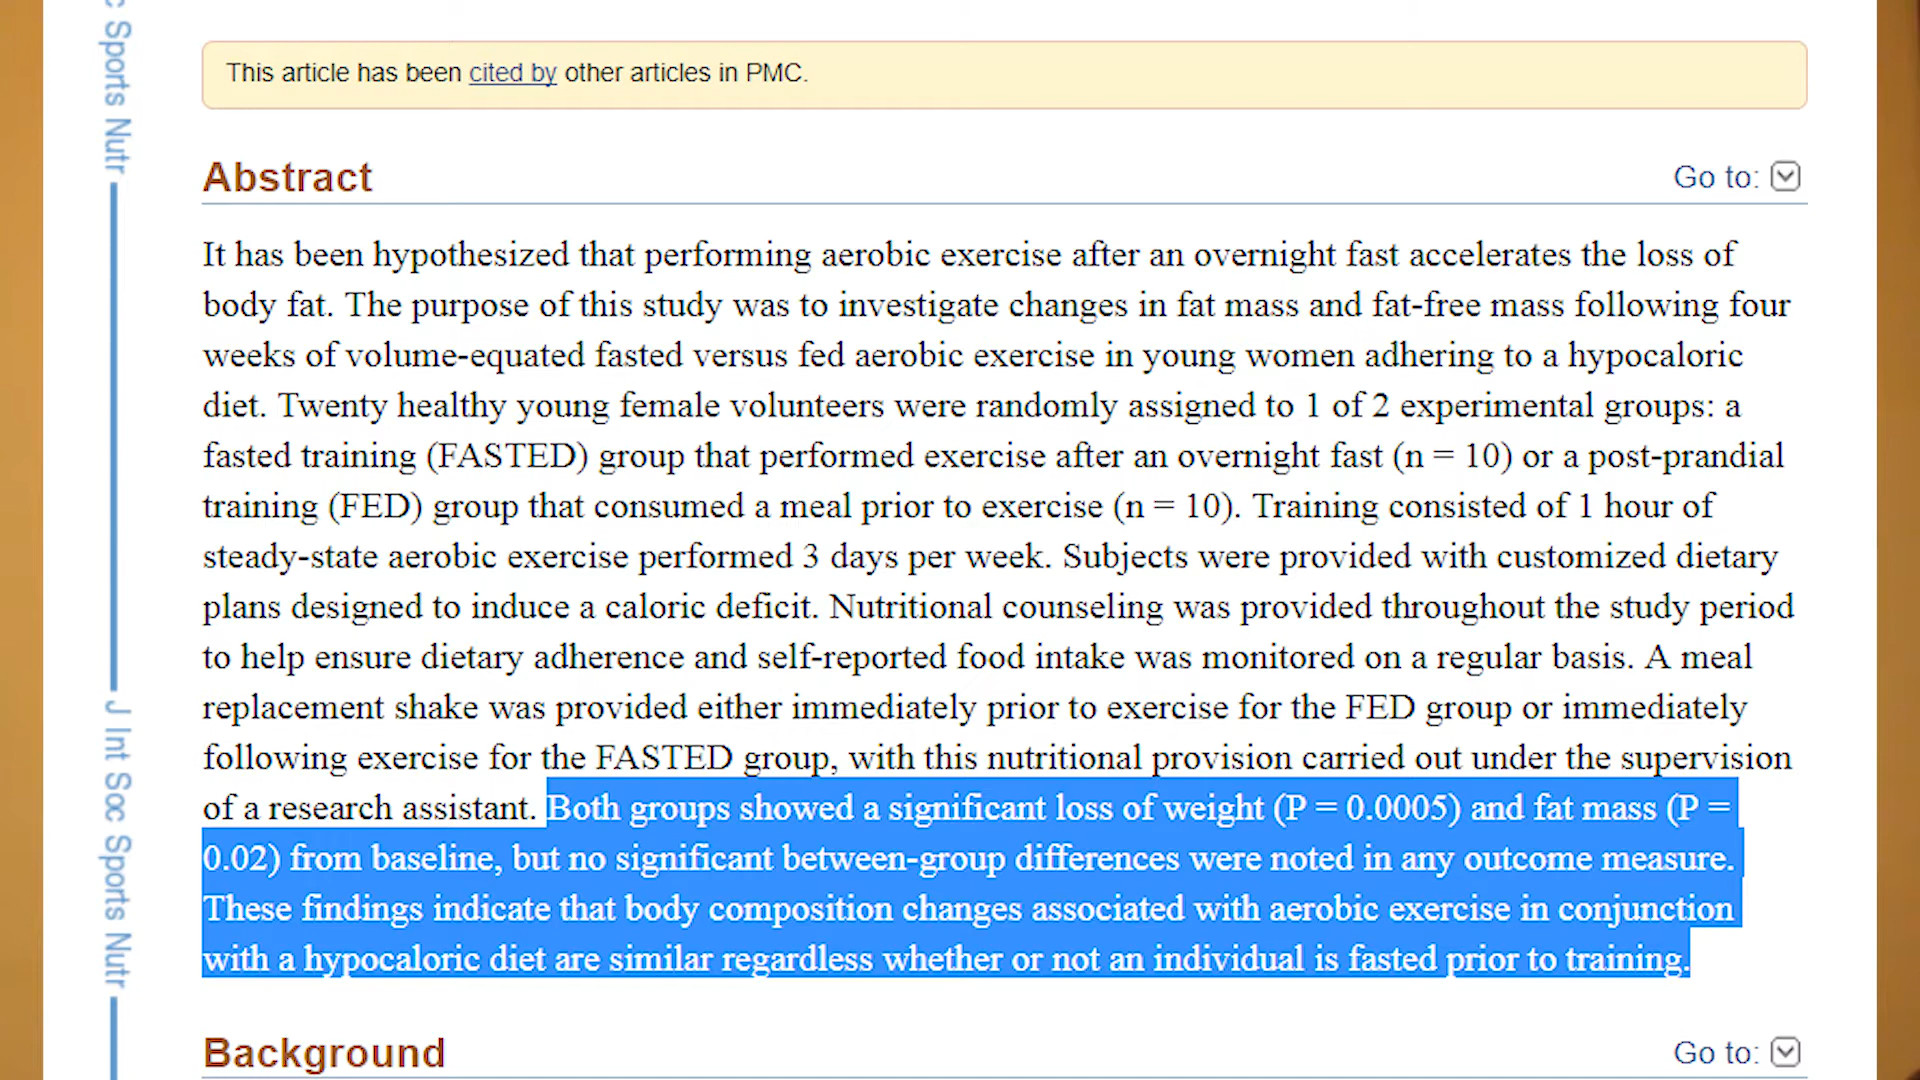 c Sports Nutr
J Int Soc Sports Nutr
This article has been cited by other articles in PMC.
Abstract
Go to:
It has been hypothesized that performing aerobic exercise after an overnight fast accelerates the loss of
body fat. The purpose of this study was to investigate changes in fat mass and fat-free mass following four
weeks of volume-equated fasted versus fed aerobic exercise in young women adhering to a hypocaloric
diet. Twenty healthy young female volunteers were randomly assigned to 1 of 2 experimental groups: a
fasted training (FASTED) group that performed exercise after an overnight fast (n = 10) or a post-prandial
training (FED) group that consumed a meal prior to exercise (n = 10). Training consisted of 1 hour of
steady-state aerobic exercise performed 3 days per week. Subjects were provided with customized dietary
plans designed to induce a caloric deficit. Nutritional counseling was provided throughout the study period
to help ensure dietary adherence and self-reported food intake was monitored on a regular basis. A meal
replacement shake was provided either immediately prior to exercise for the FED group or immediately
following exercise for the FASTED group, with this nutritional provision carried out under the supervision
of a research assistant. Both groups showed a significant loss of weight (P = 0.0005) and fat mass (P =
0.02) from baseline, but no significant between-group differences were noted in any outcome measure.
These findings indicate that body composition changes associated with aerobic exercise in conjunction
with a hypocaloric diet are similar regardless whether or not an individual is fasted prior to training.
Background
Go to: